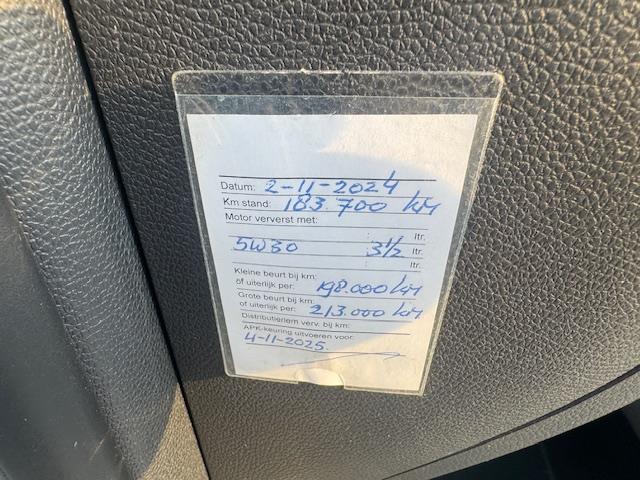 Datum: 2-11-2024
Km stand: 183.700 km
Motor ververst met:
ltr.
5W30 3½ ltr.
ltr.
Kleine beurt bij km:
óf uiterlijk per: 198.000 km
Grote beurt bij km:
óf uiterlijk per: 213.000 km
Distributieriem verv. bij km:
APK-keuring uitvoeren voor:
4-11-2025.